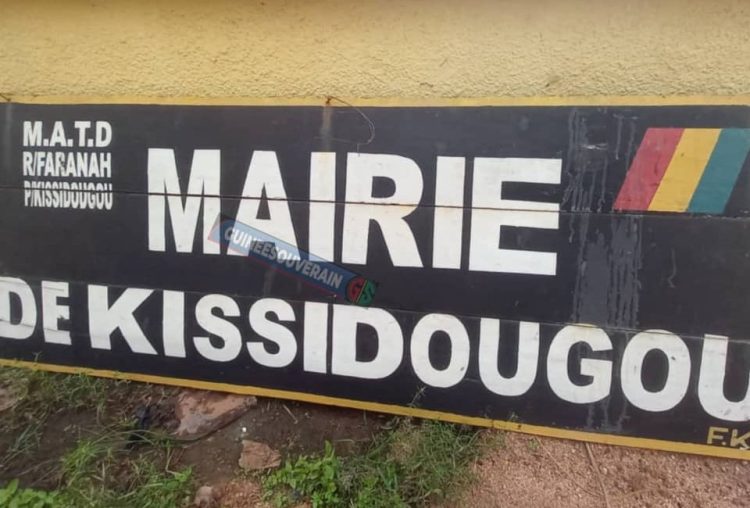 M.A.T.D
R/FARANAH
P/KISSIDOUGOU
MAIRIE
GUINEESOUVERAIN GS
DE KISSIDOUGOU
F.K